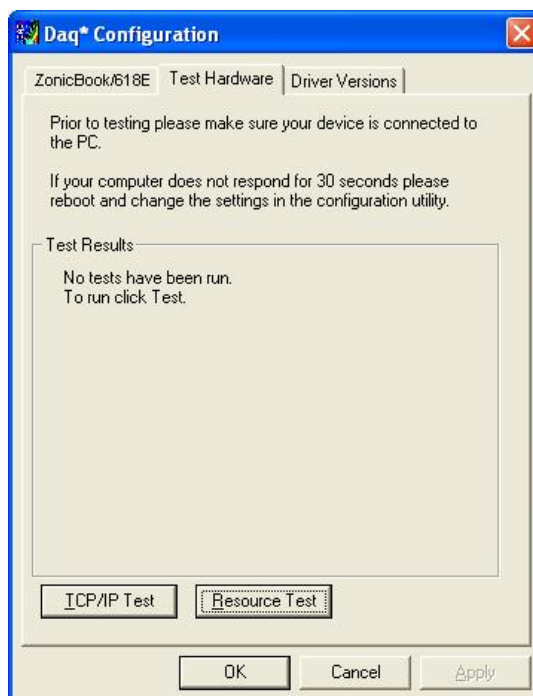 Daq* Configuration
ZonicBook/618E Test Hardware Driver Versions
Prior to testing please make sure your device is connected to
the PC.
If your computer does not respond for 30 seconds please
reboot and change the settings in the configuration utility.
Test Results
No tests have been run.
To run click Test.
TCP/IP Test Resource Test
OK Cancel Apply